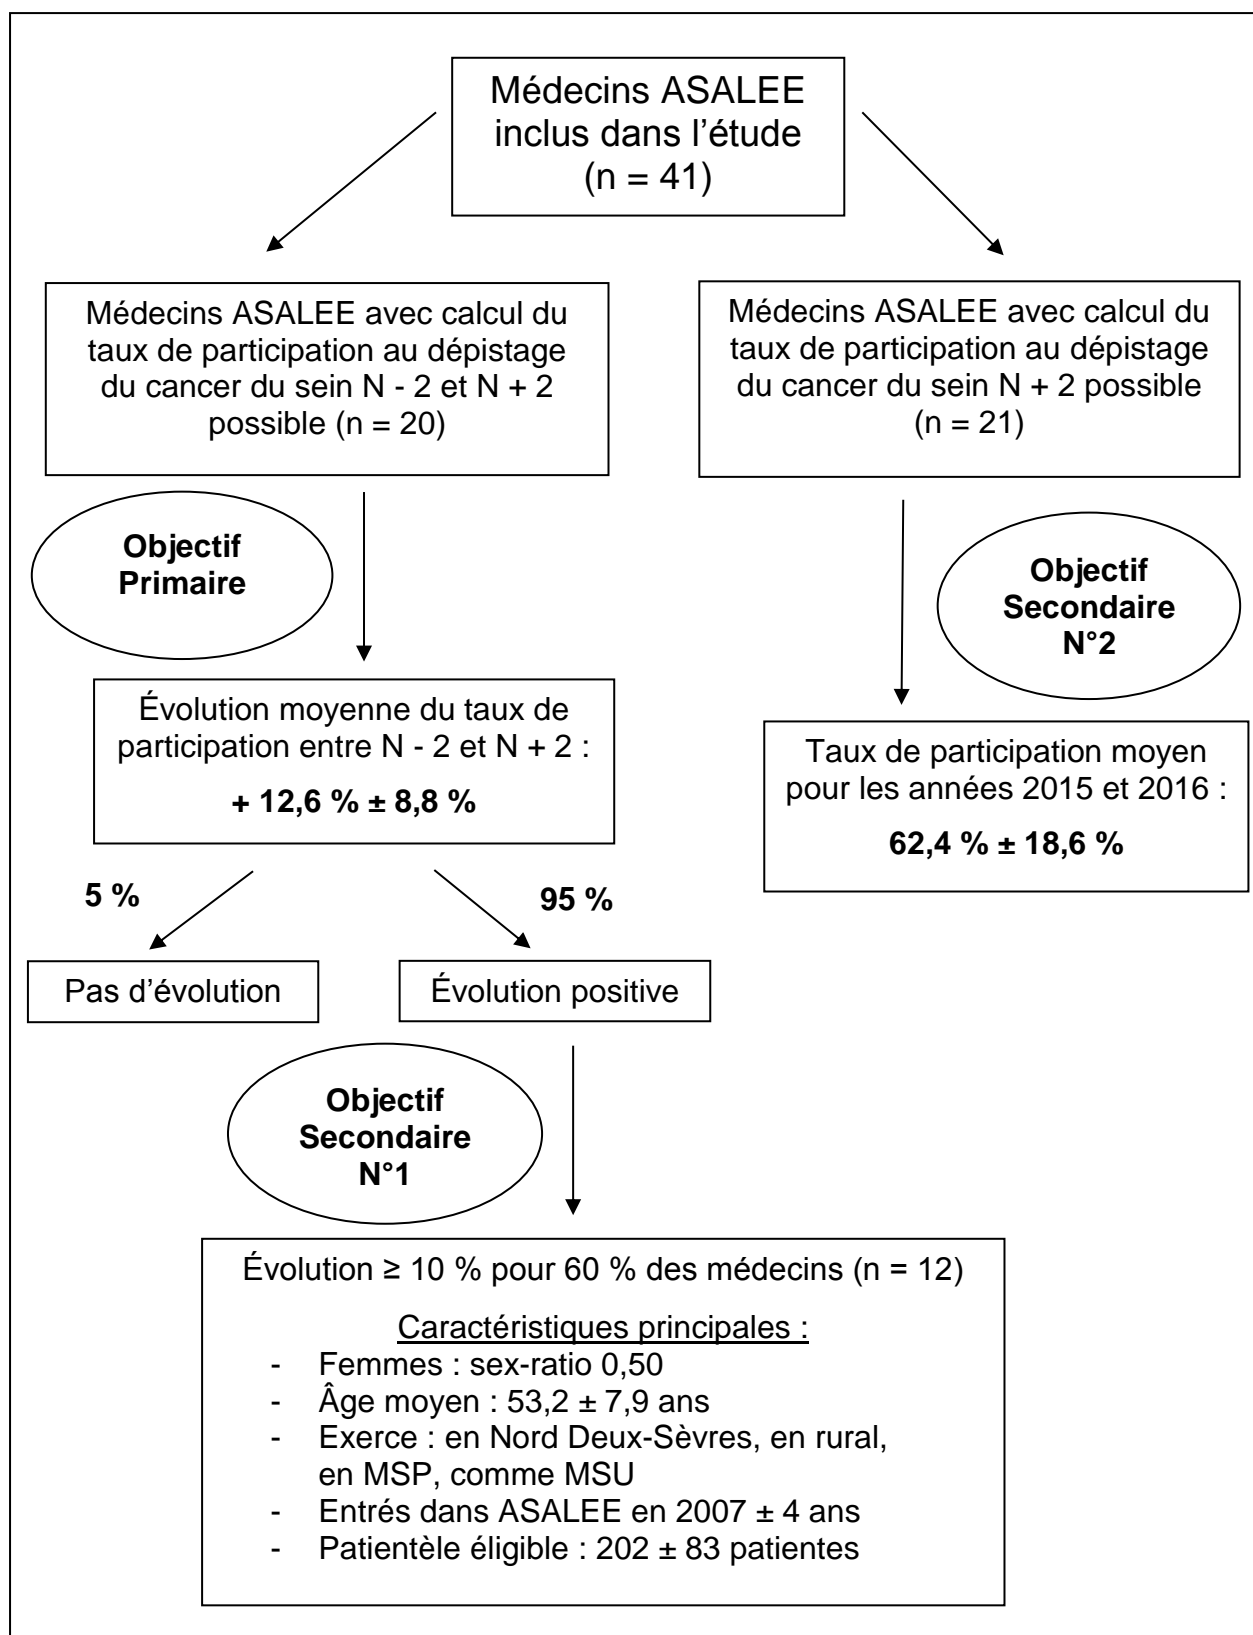 Médecins ASALEE
inclus dans l’étude
(n = 41)
Médecins ASALEE avec calcul du
taux de participation au dépistage
du cancer du sein N - 2 et N + 2
possible (n = 20)
Médecins ASALEE avec calcul du
taux de participation au dépistage
du cancer du sein N + 2 possible
(n = 21)
Objectif
Primaire
Objectif
Secondaire
N°2
Évolution moyenne du taux de
participation entre N - 2 et N + 2 :
+ 12,6 % ± 8,8 %
Taux de participation moyen
pour les années 2015 et 2016 :
62,4 % ± 18,6 %
5 %
95 %
Pas d’évolution
Évolution positive
Objectif
Secondaire
N°1
Évolution ≥ 10 % pour 60 % des médecins (n = 12)
Caractéristiques principales :
- Femmes : sex-ratio 0,50
- Âge moyen : 53,2 ± 7,9 ans
- Exerce : en Nord Deux-Sèvres, en rural,
en MSP, comme MSU
- Entrés dans ASALEE en 2007 ± 4 ans
- Patientèle éligible : 202 ± 83 patientes